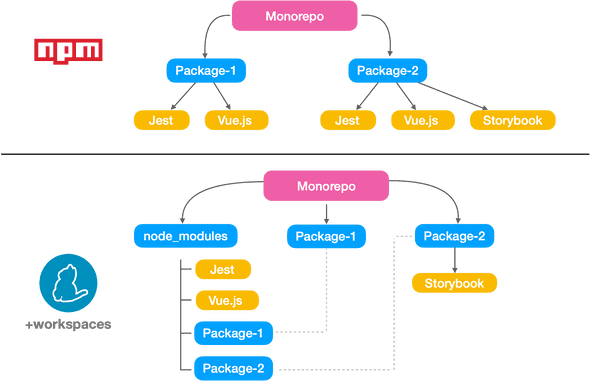 npm
Monorepo
Package-1
Package-2
Jest
Vue.js
Jest
Vue.js
Storybook
Monorepo
node_modules
Package-1
Package-2
Jest
Storybook
Vue.js
+workspaces
Package-1
Package-2